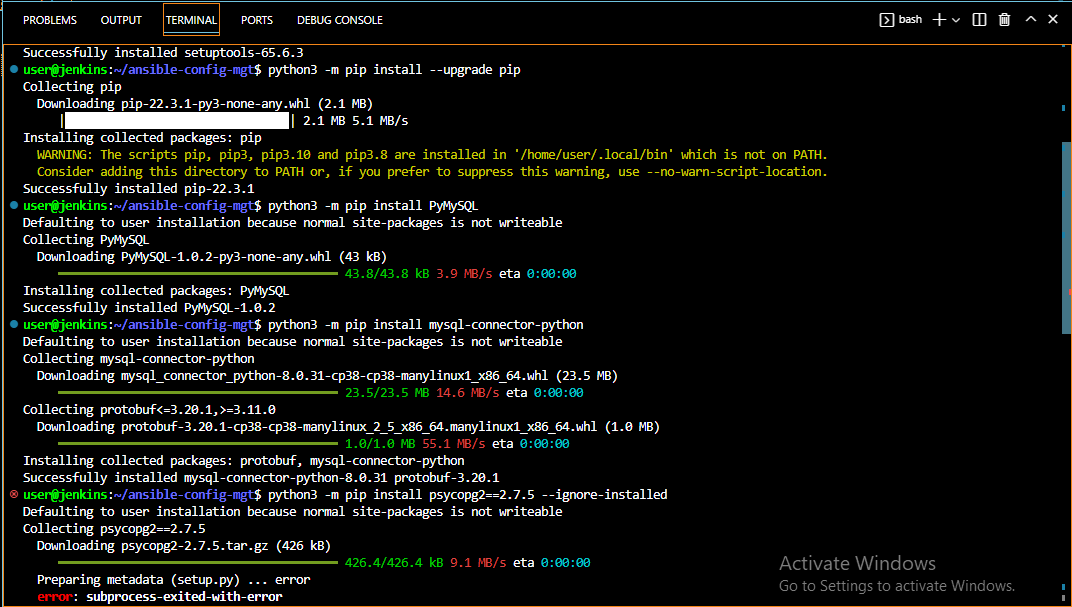 PROBLEMS OUTPUT TERMINAL PORTS DEBUG CONSOLE bash
Successfully installed setuptools-65.6.3
user@jenkins:~/ansible-config-mgt$ python3 -m pip install --upgrade pip
Collecting pip
Downloading pip-22.3.1-py3-none-any.whl (2.1 MB)
| | 2.1 MB 5.1 MB/s
Installing collected packages: pip
WARNING: The scripts pip, pip3, pip3.10 and pip3.8 are installed in '/home/user/.local/bin' which is not on PATH.
Consider adding this directory to PATH or, if you prefer to suppress this warning, use --no-warn-script-location.
Successfully installed pip-22.3.1
user@jenkins:~/ansible-config-mgt$ python3 -m pip install PyMySQL
Defaulting to user installation because normal site-packages is not writeable
Collecting PyMySQL
Downloading PyMySQL-1.0.2-py3-none-any.whl (43 kB)
43.8/43.8 kB 3.9 MB/s eta 0:00:00
Installing collected packages: PyMySQL
Successfully installed PyMySQL-1.0.2
user@jenkins:~/ansible-config-mgt$ python3 -m pip install mysql-connector-python
Defaulting to user installation because normal site-packages is not writeable
Collecting mysql-connector-python
Downloading mysql_connector_python-8.0.31-cp38-cp38-manylinux1_x86_64.whl (23.5 MB)
23.5/23.5 MB 14.6 MB/s eta 0:00:00
Collecting protobuf<=3.20.1,>=3.11.0
Downloading protobuf-3.20.1-cp38-cp38-manylinux_2_5_x86_64.manylinux1_x86_64.whl (1.0 MB)
1.0/1.0 MB 55.1 MB/s eta 0:00:00
Installing collected packages: protobuf, mysql-connector-python
Successfully installed mysql-connector-python-8.0.31 protobuf-3.20.1
user@jenkins:~/ansible-config-mgt$ python3 -m pip install psycopg2==2.7.5 --ignore-installed
Defaulting to user installation because normal site-packages is not writeable
Collecting psycopg2==2.7.5
Downloading psycopg2-2.7.5.tar.gz (426 kB)
426.4/426.4 kB 9.1 MB/s eta 0:00:00
Preparing metadata (setup.py) ... error
error: subprocess-exited-with-error
Activate Windows
Go to Settings to activate Windows.